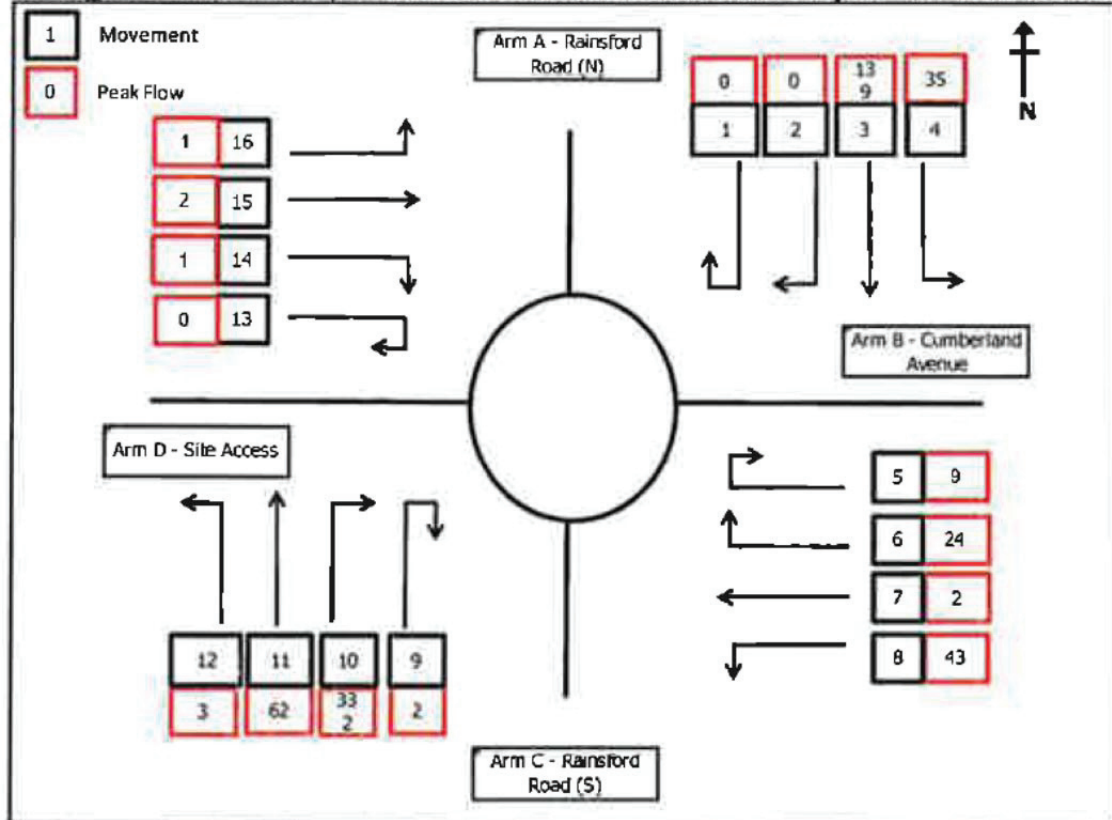 1 Movement
0 Peak Flow
Arm A - Rainsford
Road (N)
0 0 13
9 35
1 2 3 4
N
1 16
2 15
1 14
0 13
Arm B - Cumberland
Avenue
Arm D - Site Access
5 9
6 24
7 2
8 43
12 11 10 9
3 62 33
2 2
Arm C - Rainsford
Road (S)